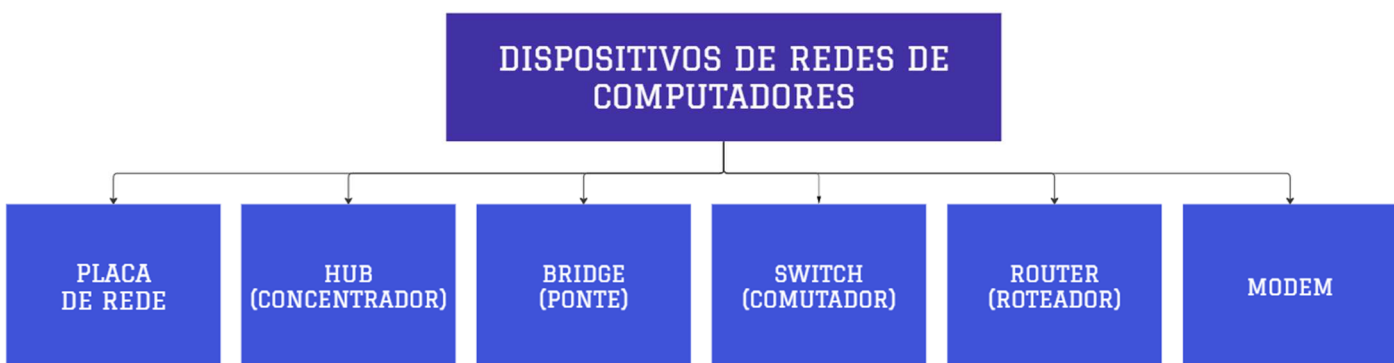 DISPOSITIVOS DE REDES DE
COMPUTADORES
PLACA
DE REDE
HUB
(CONCENTRADOR)
BRIDGE
(PONTE)
SWITCH
(COMUTADOR)
ROUTER
(ROTEADOR)
MODEM